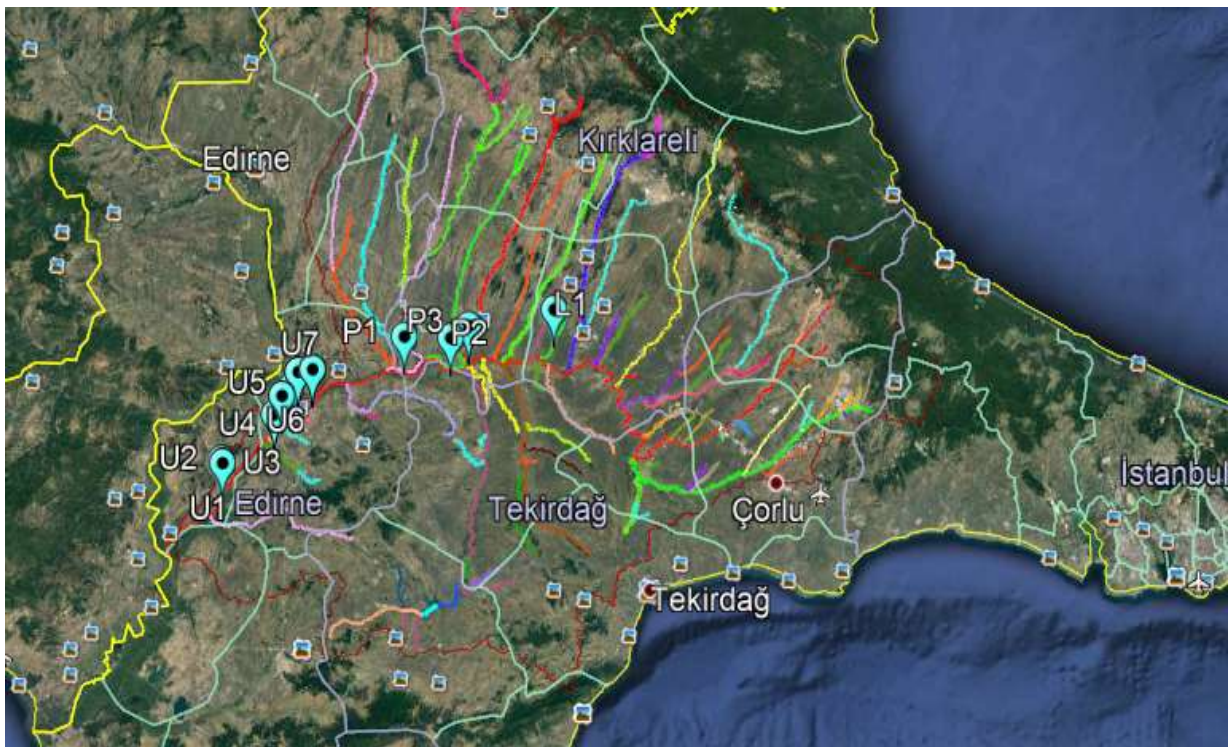 Kırklareli
Edirne
L1
P1
P3
P2
U7
U5
U4
U6
U2
U3
U1
Edirne
Tekirdağ
Çorlu
İstanbul
Tekirdağ